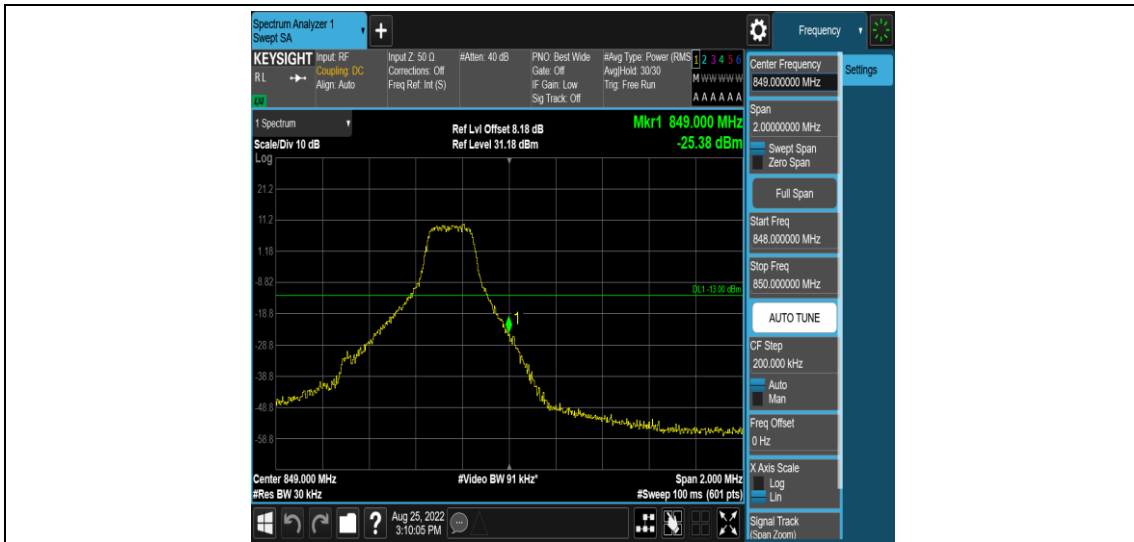 Spectrum Analyzer 1
Swept SA
Frequency
KEYSIGHT
RL
Input: RF
Coupling: DC
Align: Auto
Input Z: 50 Ω
Corrections: Off
Freq Ref: Int (S)
#Atten: 40 dB
PNO: Best Wide
Gate: Off
IF Gain: Low
Sig Track: Off
#Avg Type: Power (RMS
Avg|Hold: 30/30
Trig: Free Run
1 2 3 4 5 6
M W W W W W
A A A A A A
1 Spectrum
Scale/Div 10 dB
Ref Lvl Offset 8.18 dB
Ref Level 31.18 dBm
Mkr1 849.000 MHz
-25.38 dBm
Log
21.2
11.2
1.18
-8.82
-18.8
-28.8
-38.8
-48.8
-58.8
DL1 -13.00 dBm
1
Center 849.000 MHz
#Res BW 30 kHz
#Video BW 91 kHz*
Span 2.000 MHz
#Sweep 100 ms (601 pts)
Center Frequency
849.000000 MHz
Settings
Span
2.00000000 MHz
Swept Span
Zero Span
Full Span
Start Freq
848.000000 MHz
Stop Freq
850.000000 MHz
AUTO TUNE
CF Step
200.000 kHz
Auto
Man
Freq Offset
0 Hz
X Axis Scale
Log
Lin
Signal Track
(Span Zoom)
?
Aug 25, 2022
3:10:05 PM